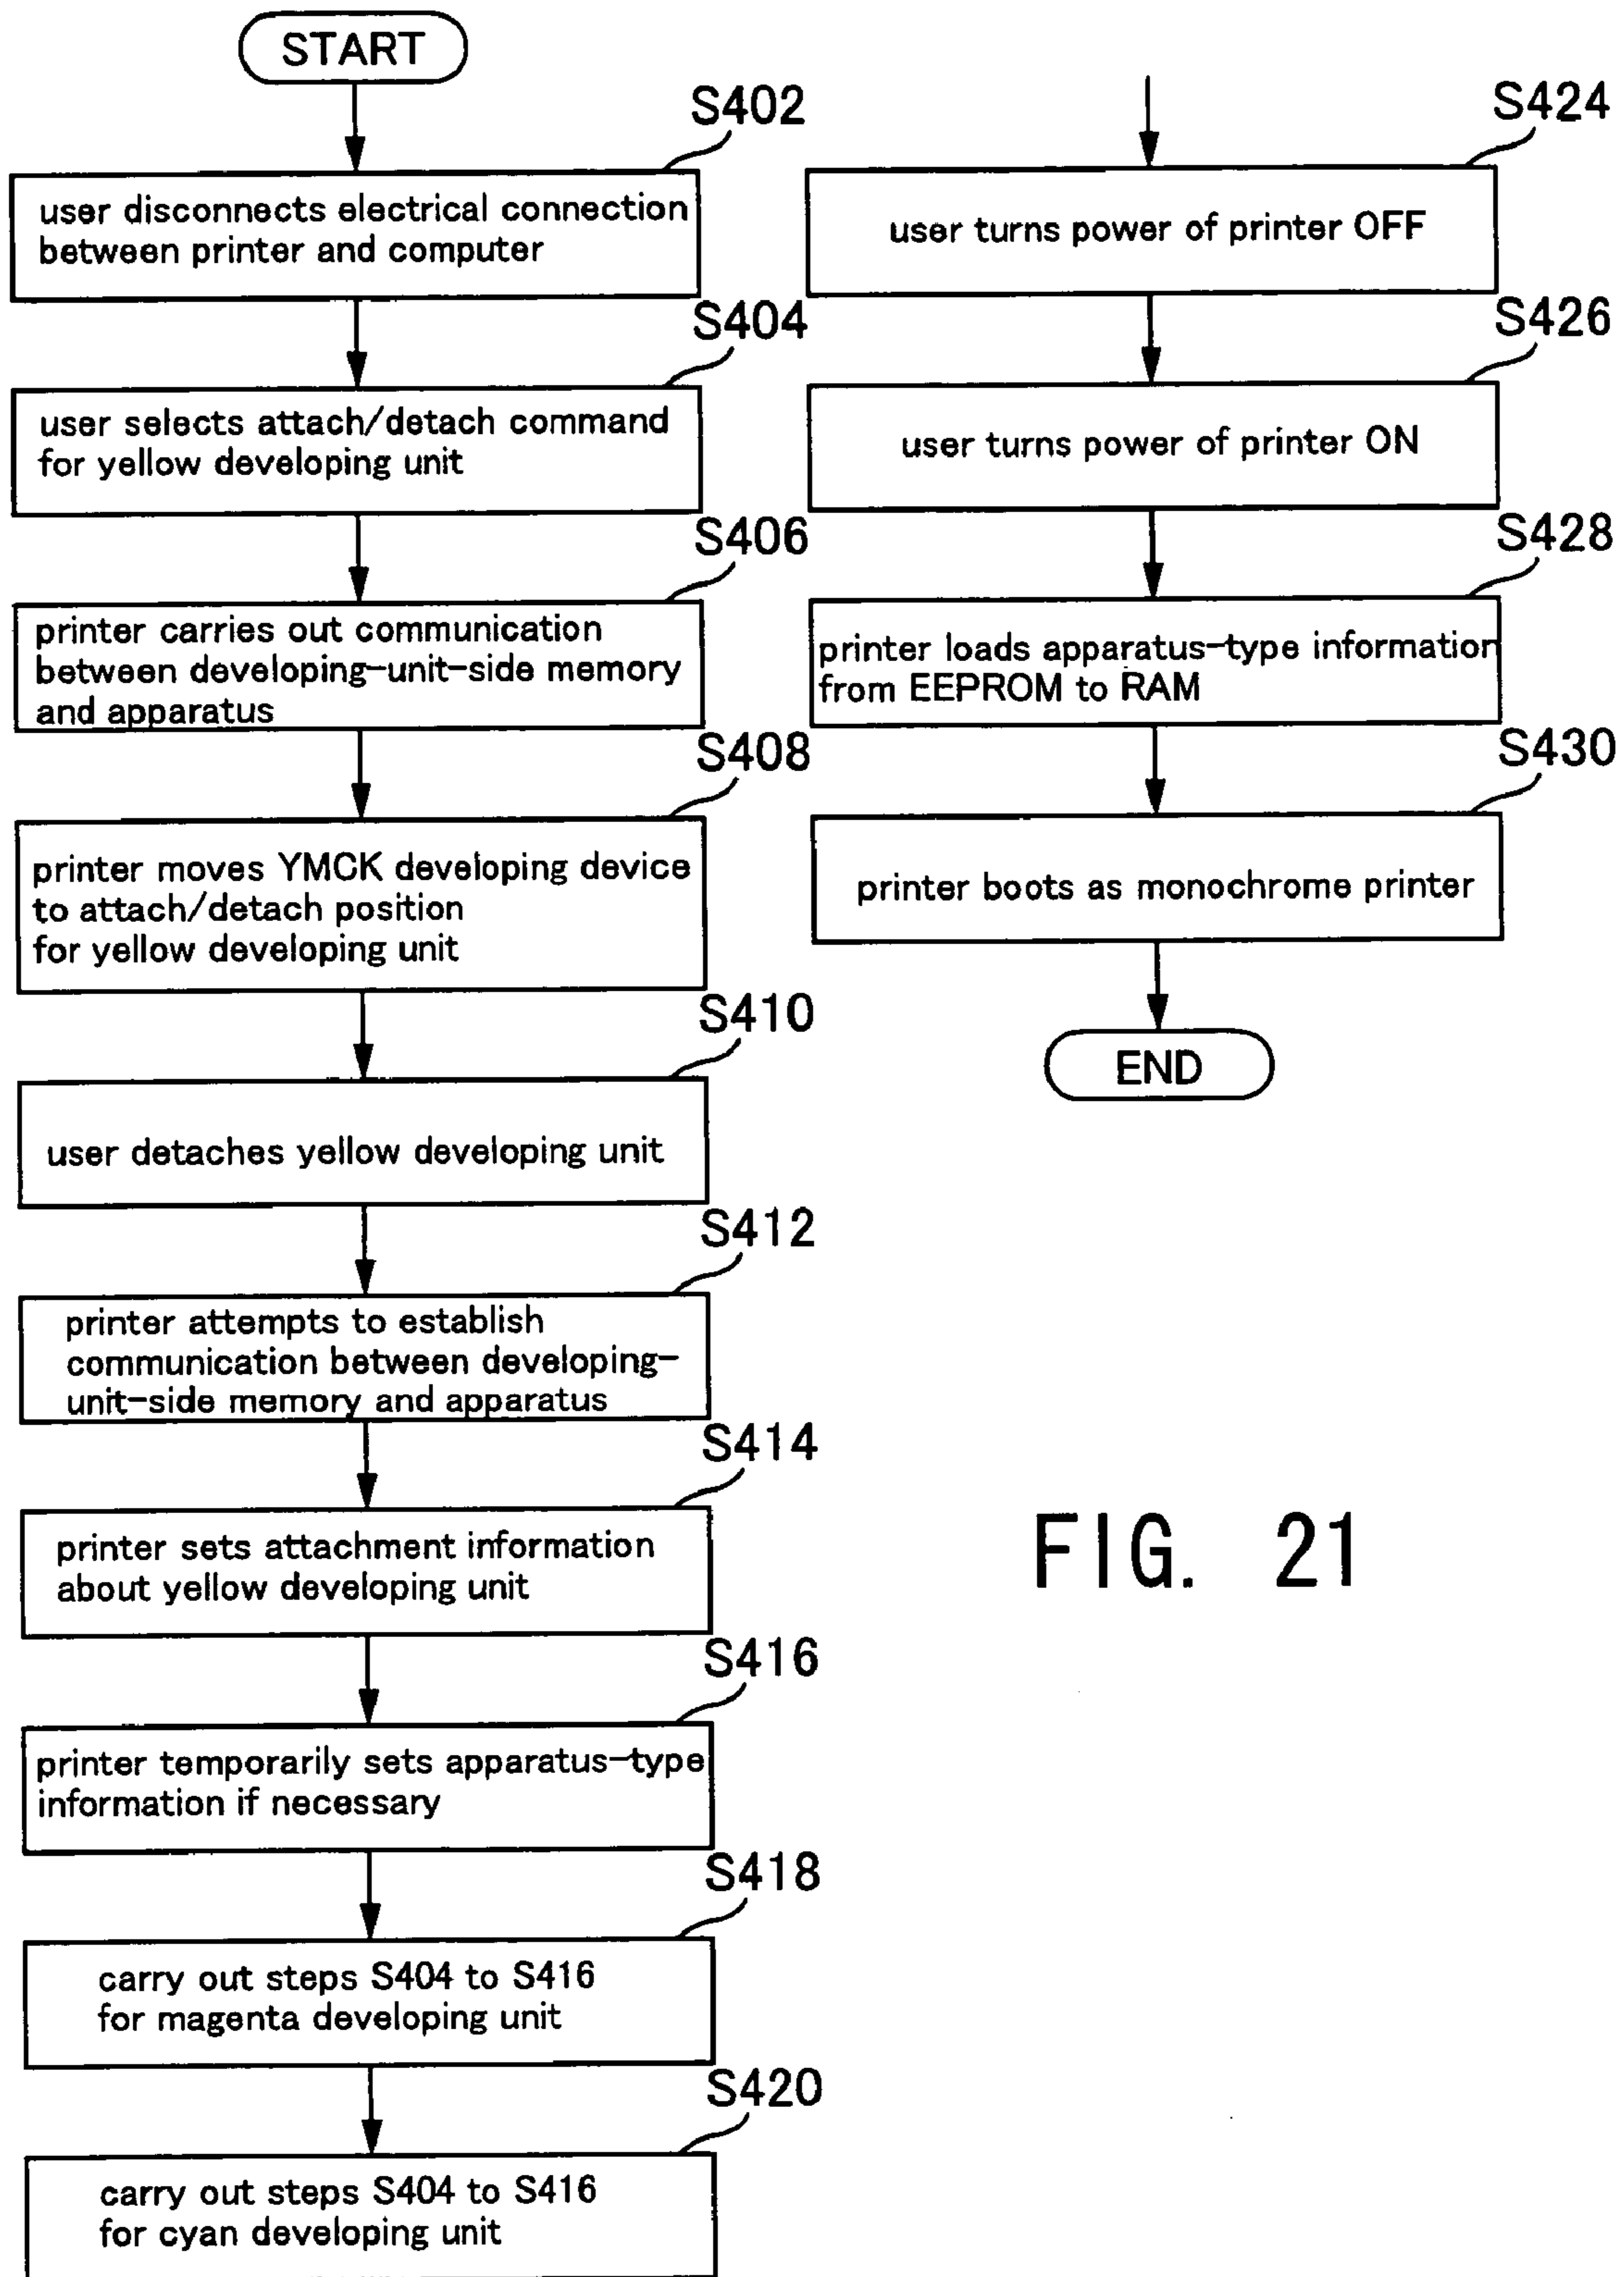 START
S402
user disconnects electrical connection
between printer and computer
S404
user selects attach/detach command
for yellow developing unit
S406
printer carries out communication
between developing-unit-side memory
and apparatus
S408
printer moves YMCK developing device
to attach/detach position
for yellow developing unit
S410
user detaches yellow developing unit
S412
printer attempts to establish
communication between developing-
unit-side memory and apparatus
S414
printer sets attachment information
about yellow developing unit
S416
printer temporarily sets apparatus-type
information if necessary
S418
carry out steps S404 to S416
for magenta developing unit
S420
carry out steps S404 to S416
for cyan developing unit
S424
user turns power of printer OFF
S426
user turns power of printer ON
S428
printer loads apparatus-type information
from EEPROM to RAM
S430
printer boots as monochrome printer
END
FIG. 21